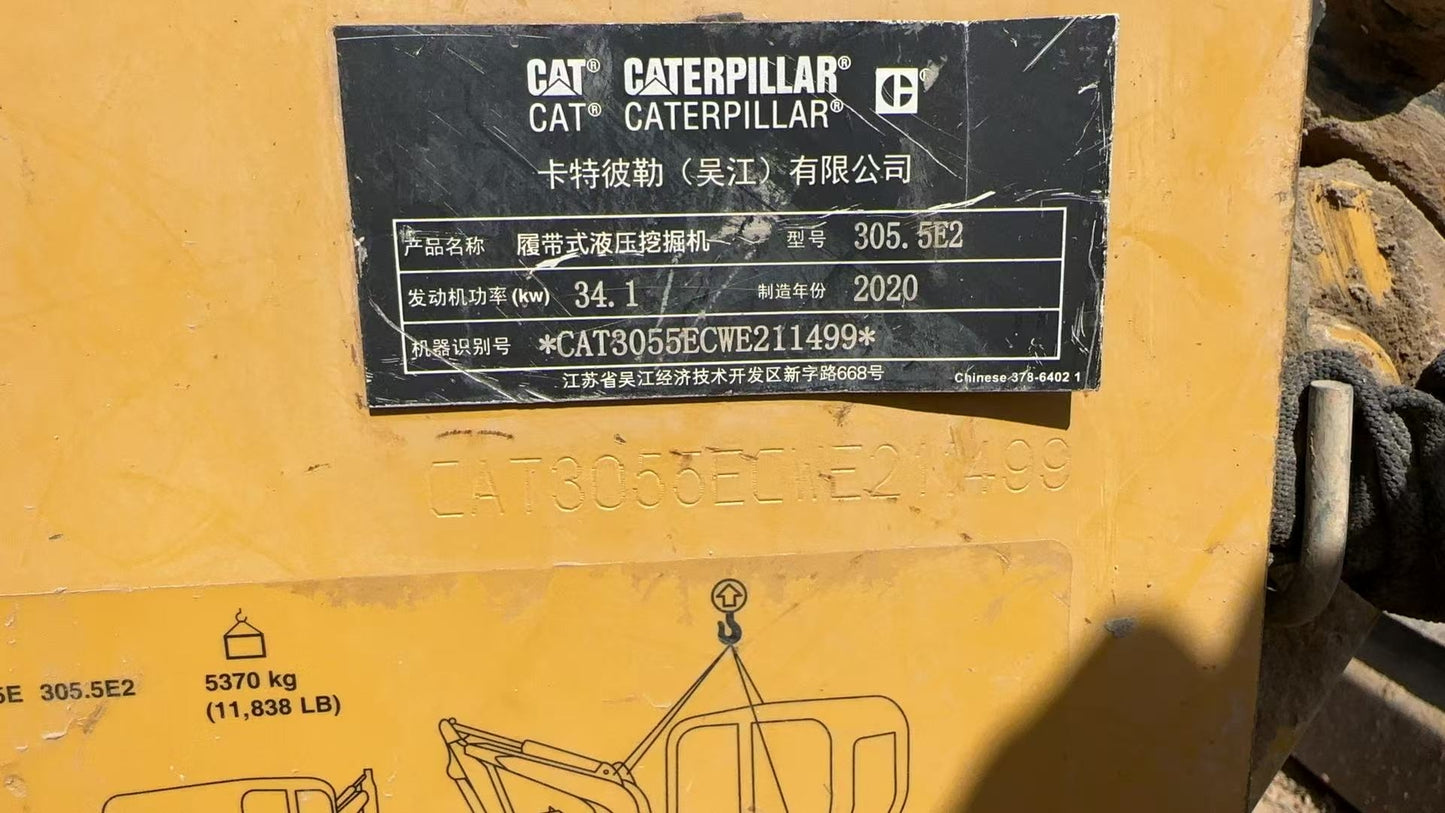 CAT® CATERPILLAR®
CAT® CATERPILLAR®
卡特彼勒（吴江）有限公司
产品名称 履带式液压挖掘机 型号 305.5E2
发动机功率(kw) 34.1 制造年份 2020
机器识别号 *CAT3055ECWE211499*
江苏省吴江经济技术开发区新字路668号
Chinese 378-6402 1
CAT3055ECWE211499
5E 305.5E2
5370 kg
(11,838 LB)